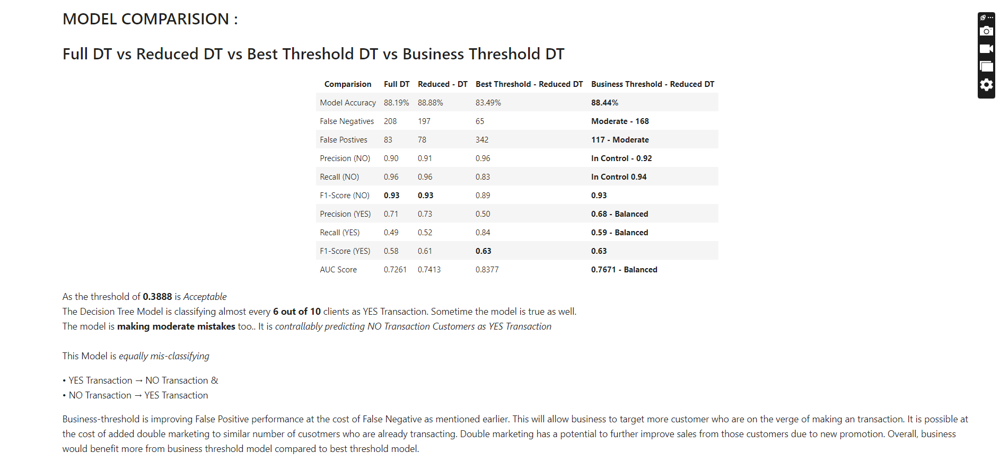 MODEL COMPARISION :
Full DT vs Reduced DT vs Best Threshold DT vs Business Threshold DT
Comparision Full DT Reduced - DT Best Threshold - Reduced DT Business Threshold - Reduced DT
Model Accuracy 88.19% 88.88% 83.49% 88.44%
False Negatives 208 197 65 Moderate - 168
False Postives 83 78 342 117 - Moderate
Precision (NO) 0.90 0.91 0.96 In Control - 0.92
Recall (NO) 0.96 0.96 0.83 In Control 0.94
F1-Score (NO) 0.93 0.93 0.89 0.93
Precision (YES) 0.71 0.73 0.50 0.68 - Balanced
Recall (YES) 0.49 0.52 0.84 0.59 - Balanced
F1-Score (YES) 0.58 0.61 0.63 0.63
AUC Score 0.7261 0.7413 0.8377 0.7671 - Balanced
As the threshold of 0.3888 is Acceptable
The Decision Tree Model is classifying almost every 6 out of 10 clients as YES Transaction. Sometime the model is true as well.
The model is making moderate mistakes too.. It is contrallably predicting NO Transaction Customers as YES Transaction
This Model is equally mis-classifying
• YES Transaction → NO Transaction &
• NO Transaction → YES Transaction
Business-threshold is improving False Positive performance at the cost of False Negative as mentioned earlier. This will allow business to target more customer who are on the verge of making an transaction. It is possible at
the cost of added double marketing to similar number of cusotmers who are already transacting. Double marketing has a potential to further improve sales from those customers due to new promotion. Overall, business
would benefit more from business threshold model compared to best threshold model.